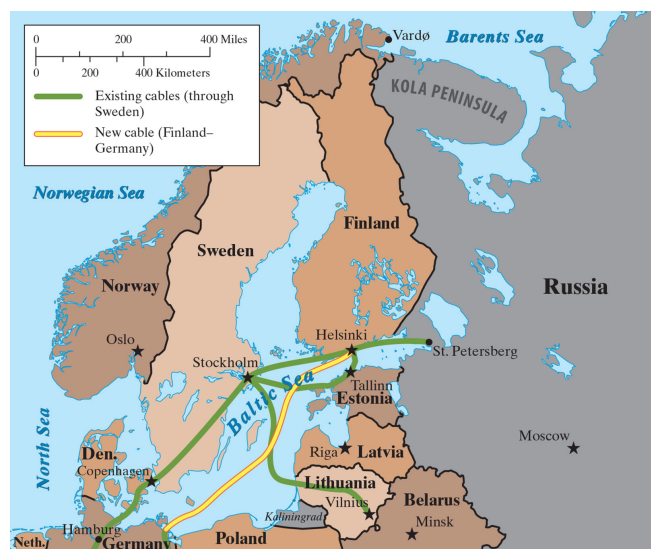 0 200 400 Miles
0 200 400 Kilometers
Existing cables (through
Sweden)
New cable (Finland–
Germany)
Vardø
Barents Sea
KOLA PENINSULA
Norwegian Sea
Finland
Sweden
Norway
Russia
Oslo
Helsinki
St. Petersberg
Stockholm
Baltic Sea
Tallinn
Estonia
North Sea
Den.
Riga
Latvia
Moscow
Copenhagen
Lithuania
Vilnius
Belarus
Kaliningrad
Minsk
Hamburg
Neth.
Germany
Poland